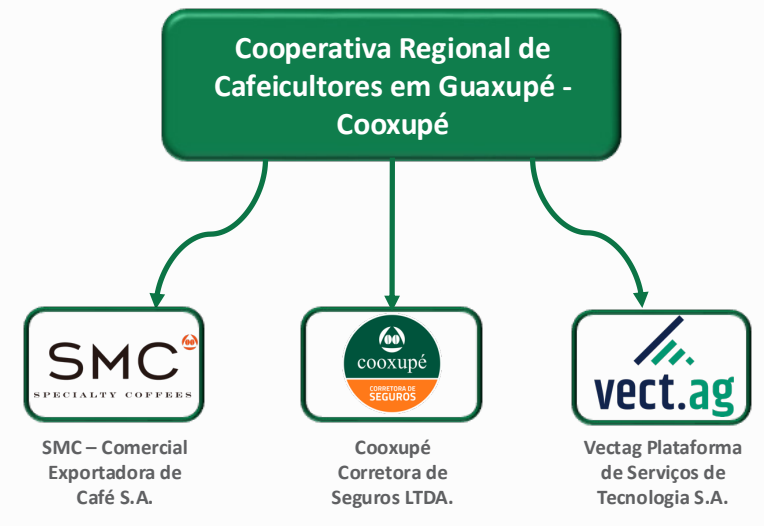 Cooperativa Regional de
Cafeicultores em Guaxupé -
Cooxupé
SMC
SPECIALTY COFFEES
cooxupé
CORRETORA DE
SEGUROS
vect.ag
SMC – Comercial
Exportadora de
Café S.A.
Cooxupé
Corretora de
Seguros LTDA.
Vectag Plataforma
de Serviços de
Tecnologia S.A.